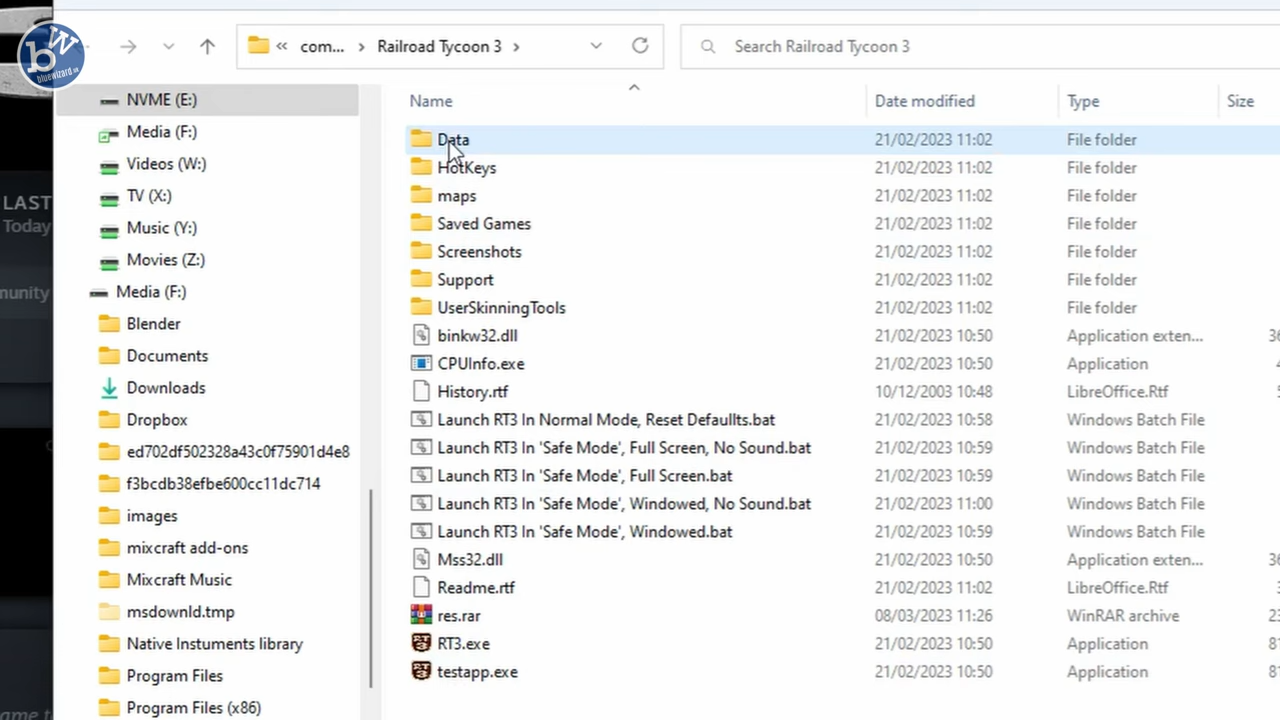 bw
bluewizard
com... > Railroad Tycoon 3 >
Search Railroad Tycoon 3
Name Date modified Type Size
LAST
Today
munity
ame t
NVME (E:)
Media (F:)
Videos (W:)
TV (X:)
Music (Y:)
Movies (Z:)
Media (F:)
Blender
Documents
Downloads
Dropbox
ed702df502328a43c0f75901d4e8
f3bcdb38efbe600cc11dc714
images
mixcraft add-ons
Mixcraft Music
msdownld.tmp
Native Instuments library
Program Files
Program Files (x86)
Data 21/02/2023 11:02 File folder
HotKeys 21/02/2023 11:02 File folder
maps 21/02/2023 11:02 File folder
Saved Games 21/02/2023 11:02 File folder
Screenshots 21/02/2023 11:02 File folder
Support 21/02/2023 11:02 File folder
UserSkinningTools 21/02/2023 11:02 File folder
binkw32.dll 21/02/2023 10:50 Application exten... 36
CPUInfo.exe 21/02/2023 10:50 Application 4
History.rtf 10/12/2003 10:48 LibreOffice.Rtf 5
Launch RT3 In Normal Mode, Reset Defaullts.bat 21/02/2023 10:58 Windows Batch File
Launch RT3 In 'Safe Mode', Full Screen, No Sound.bat 21/02/2023 10:59 Windows Batch File
Launch RT3 In 'Safe Mode', Full Screen.bat 21/02/2023 10:59 Windows Batch File
Launch RT3 In 'Safe Mode', Windowed, No Sound.bat 21/02/2023 11:00 Windows Batch File
Launch RT3 In 'Safe Mode', Windowed.bat 21/02/2023 10:59 Windows Batch File
Mss32.dll 21/02/2023 10:50 Application exten... 36
Readme.rtf 21/02/2023 11:02 LibreOffice.Rtf 3
res.rar 08/03/2023 11:26 WinRAR archive 23
RT3.exe 21/02/2023 10:50 Application 81
testapp.exe 21/02/2023 10:50 Application 81